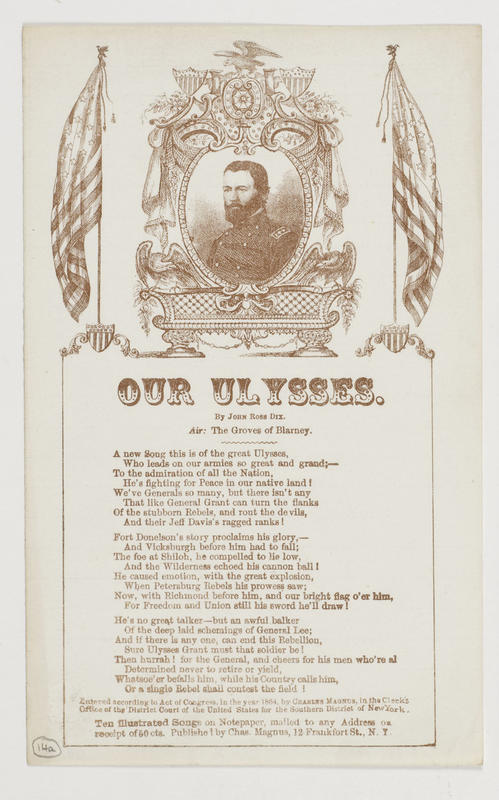 OUR ULYSSES.
By John Ross Dix.
Air: The Groves of Blarney.
A new Song this is of the great Ulysses,
Who leads on our armies so great and grand;—
To the admiration of all the Nation,
He's fighting for Peace in our native land!
We've Generals so many, but there isn't any
That like General Grant can turn the flanks
Of the stubborn Rebels, and rout the devils,
And their Jeff Davis's ragged ranks!
Fort Donelson's story proclaims his glory,—
And Vicksburgh before him had to fall;
The foe at Shiloh, he compelled to lie low,
And the Wilderness echoed his cannon ball!
He caused emotion, with the great explosion,
When Petersburg Rebels his prowess saw;
Now, with Richmond before him, and our bright flag o'er him,
For Freedom and Union still his sword he'll draw!
He's no great talker—but an awful balker
Of the deep laid schemings of General Lee;
And if there is any one, can end this Rebellion,
Sure Ulysses Grant must that soldier be!
Then hurrah! for the General, and cheers for his men who're al
Determined never to retire or yield,
Whatsoe'er befalls him, while his Country calls him,
Or a single Rebel shall contest the field!
Entered according to Act of Congress, in the year 1864, by Charles Magnus, in the Clerk's
Office of the District Court of the United States for the Southern District of New York.
Ten Illustrated Songs on Notepaper, mailed to any Address on
receipt of 50 cts. Published by Chas. Magnus, 12 Frankfort St., N. Y.
14a